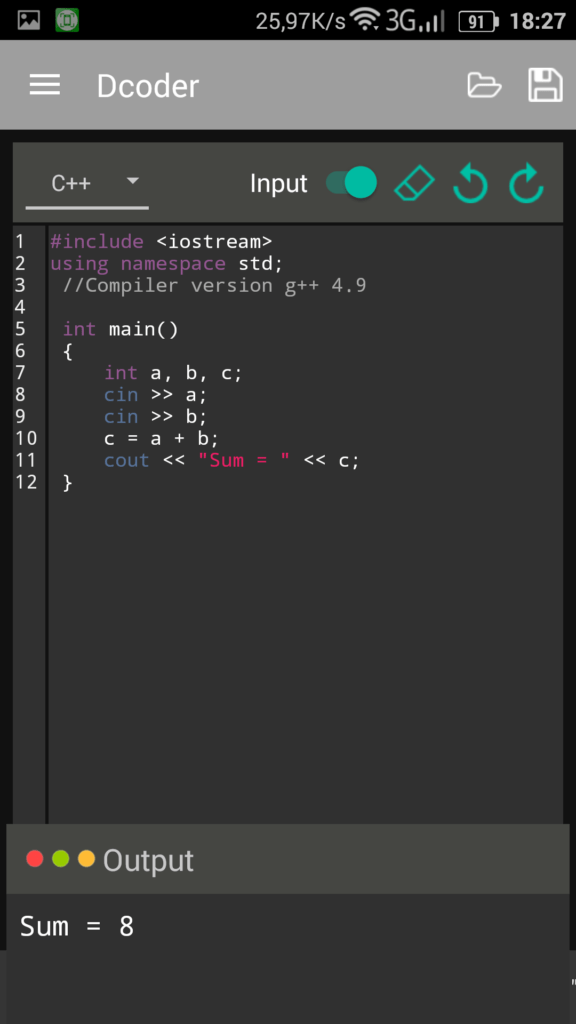 25,97K/s 3G 91 18:27
Dcoder
C++ Input
1 #include <iostream>
2 using namespace std;
3 //Compiler version g++ 4.9
4
5 int main()
6 {
7 int a, b, c;
8 cin >> a;
9 cin >> b;
10 c = a + b;
11 cout << "Sum = " << c;
12 }
Output
Sum = 8
"